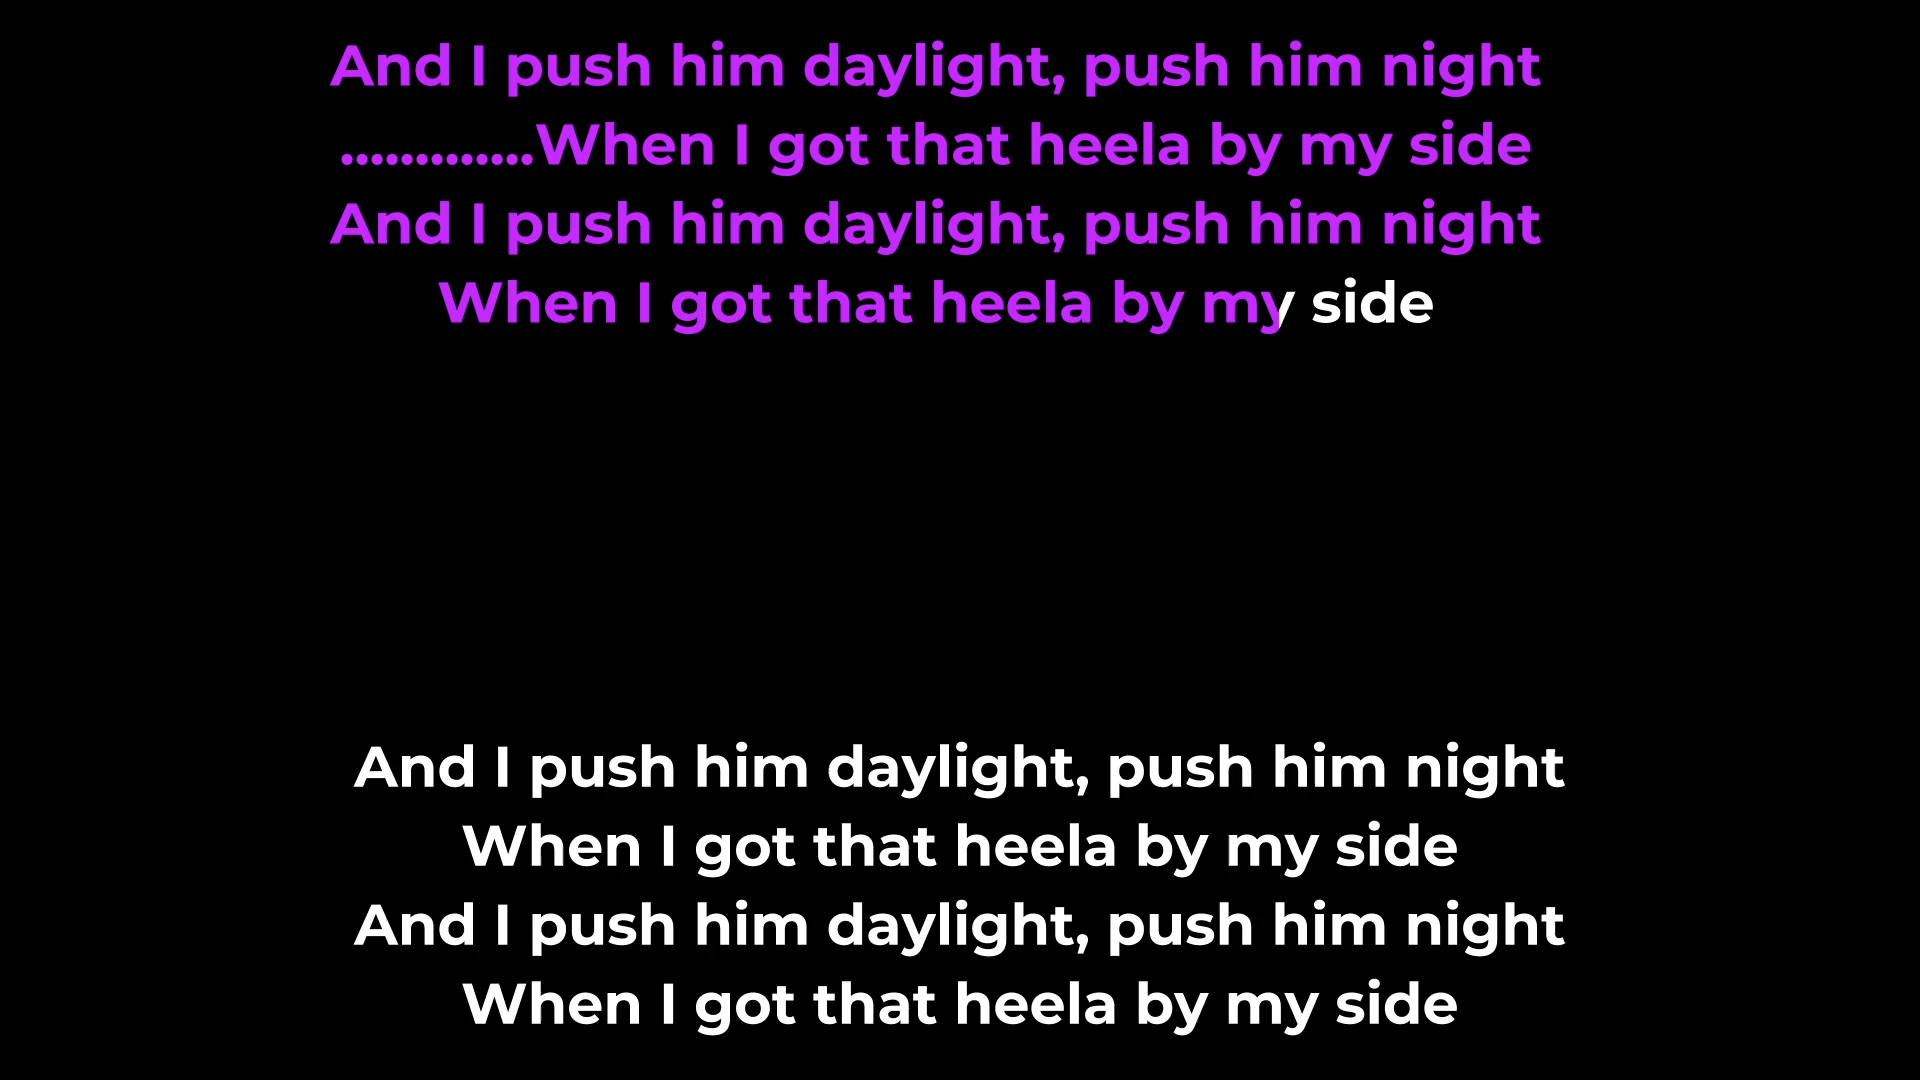 And I push him daylight, push him night
.............When I got that heela by my side
And I push him daylight, push him night
When I got that heela by my side
And I push him daylight, push him night
When I got that heela by my side
And I push him daylight, push him night
When I got that heela by my side